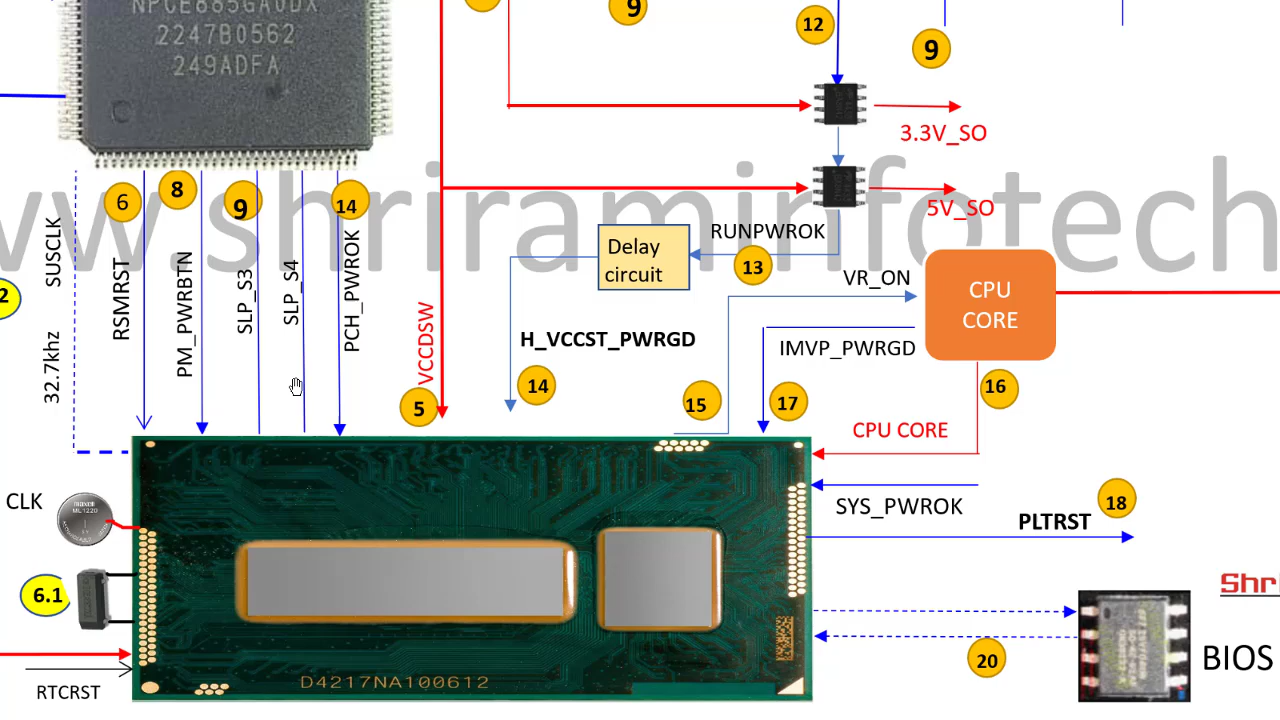 NPCE885GA0DX
2247B0562
249ADFA
9
12
9
3.3V_SO
www.shriraminfotech
5V_SO
6
8
9
14
SUSCLK
32.7khz
RSMRST
PM_PWRBTN
SLP_S3
SLP_S4
PCH_PWROK
VCCDSW
5
2
Delay
circuit
RUNPWROK
13
VR_ON
CPU
CORE
H_VCCST_PWRGD
14
IMVP_PWRGD
15
17
16
CPU CORE
SYS_PWROK
18
PLTRST
CLK
maxell
ML1220
6.1
RTCRST
D4217NA100612
20
BIOS